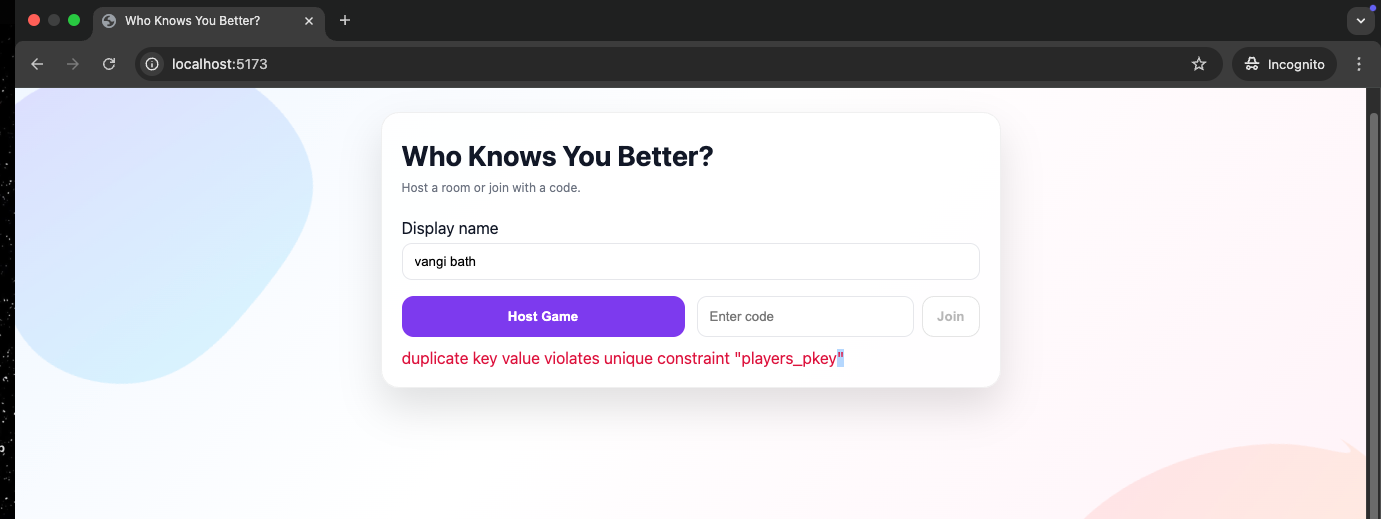 Who Knows You Better?
localhost:5173
Incognito
Who Knows You Better?
Host a room or join with a code.
Display name
vangi bath
Host Game
Enter code
Join
duplicate key value violates unique constraint "players_pkey"